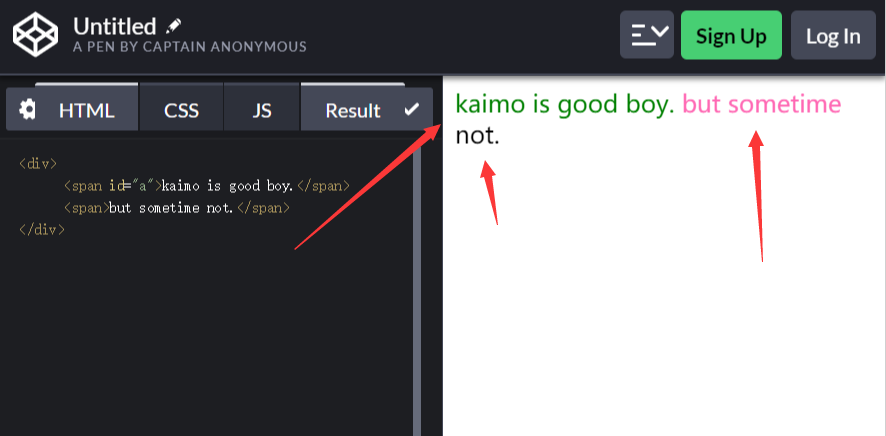 Untitled
A PEN BY CAPTAIN ANONYMOUS
Sign Up
Log In
HTML
CSS
JS
Result
<div>
<span id="a">kaimo is good boy.</span>
<span>but sometime not.</span>
</div>
kaimo is good boy. but sometime
not.